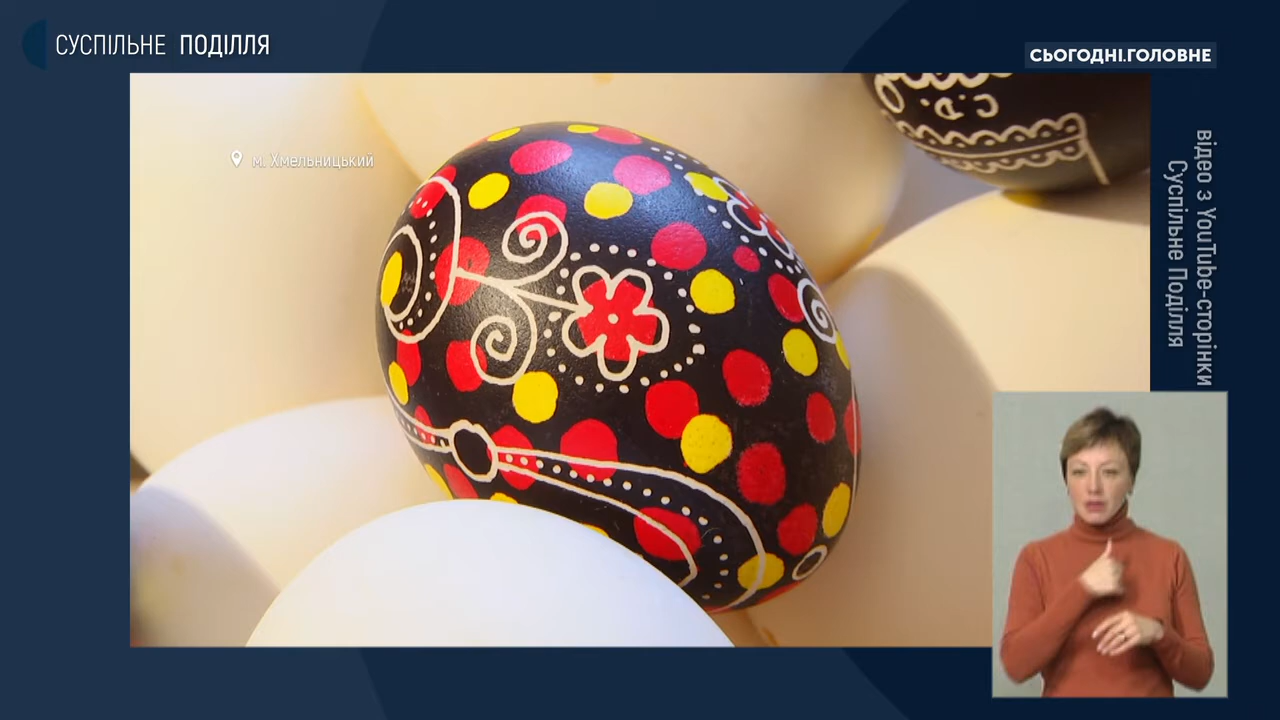 СУСПІЛЬНЕ ПОДІЛЛЯ
СЬОГОДНІ.ГОЛОВНЕ
м. Хмельницький
відео з YouTube-сторінки
Суспільне Поділля